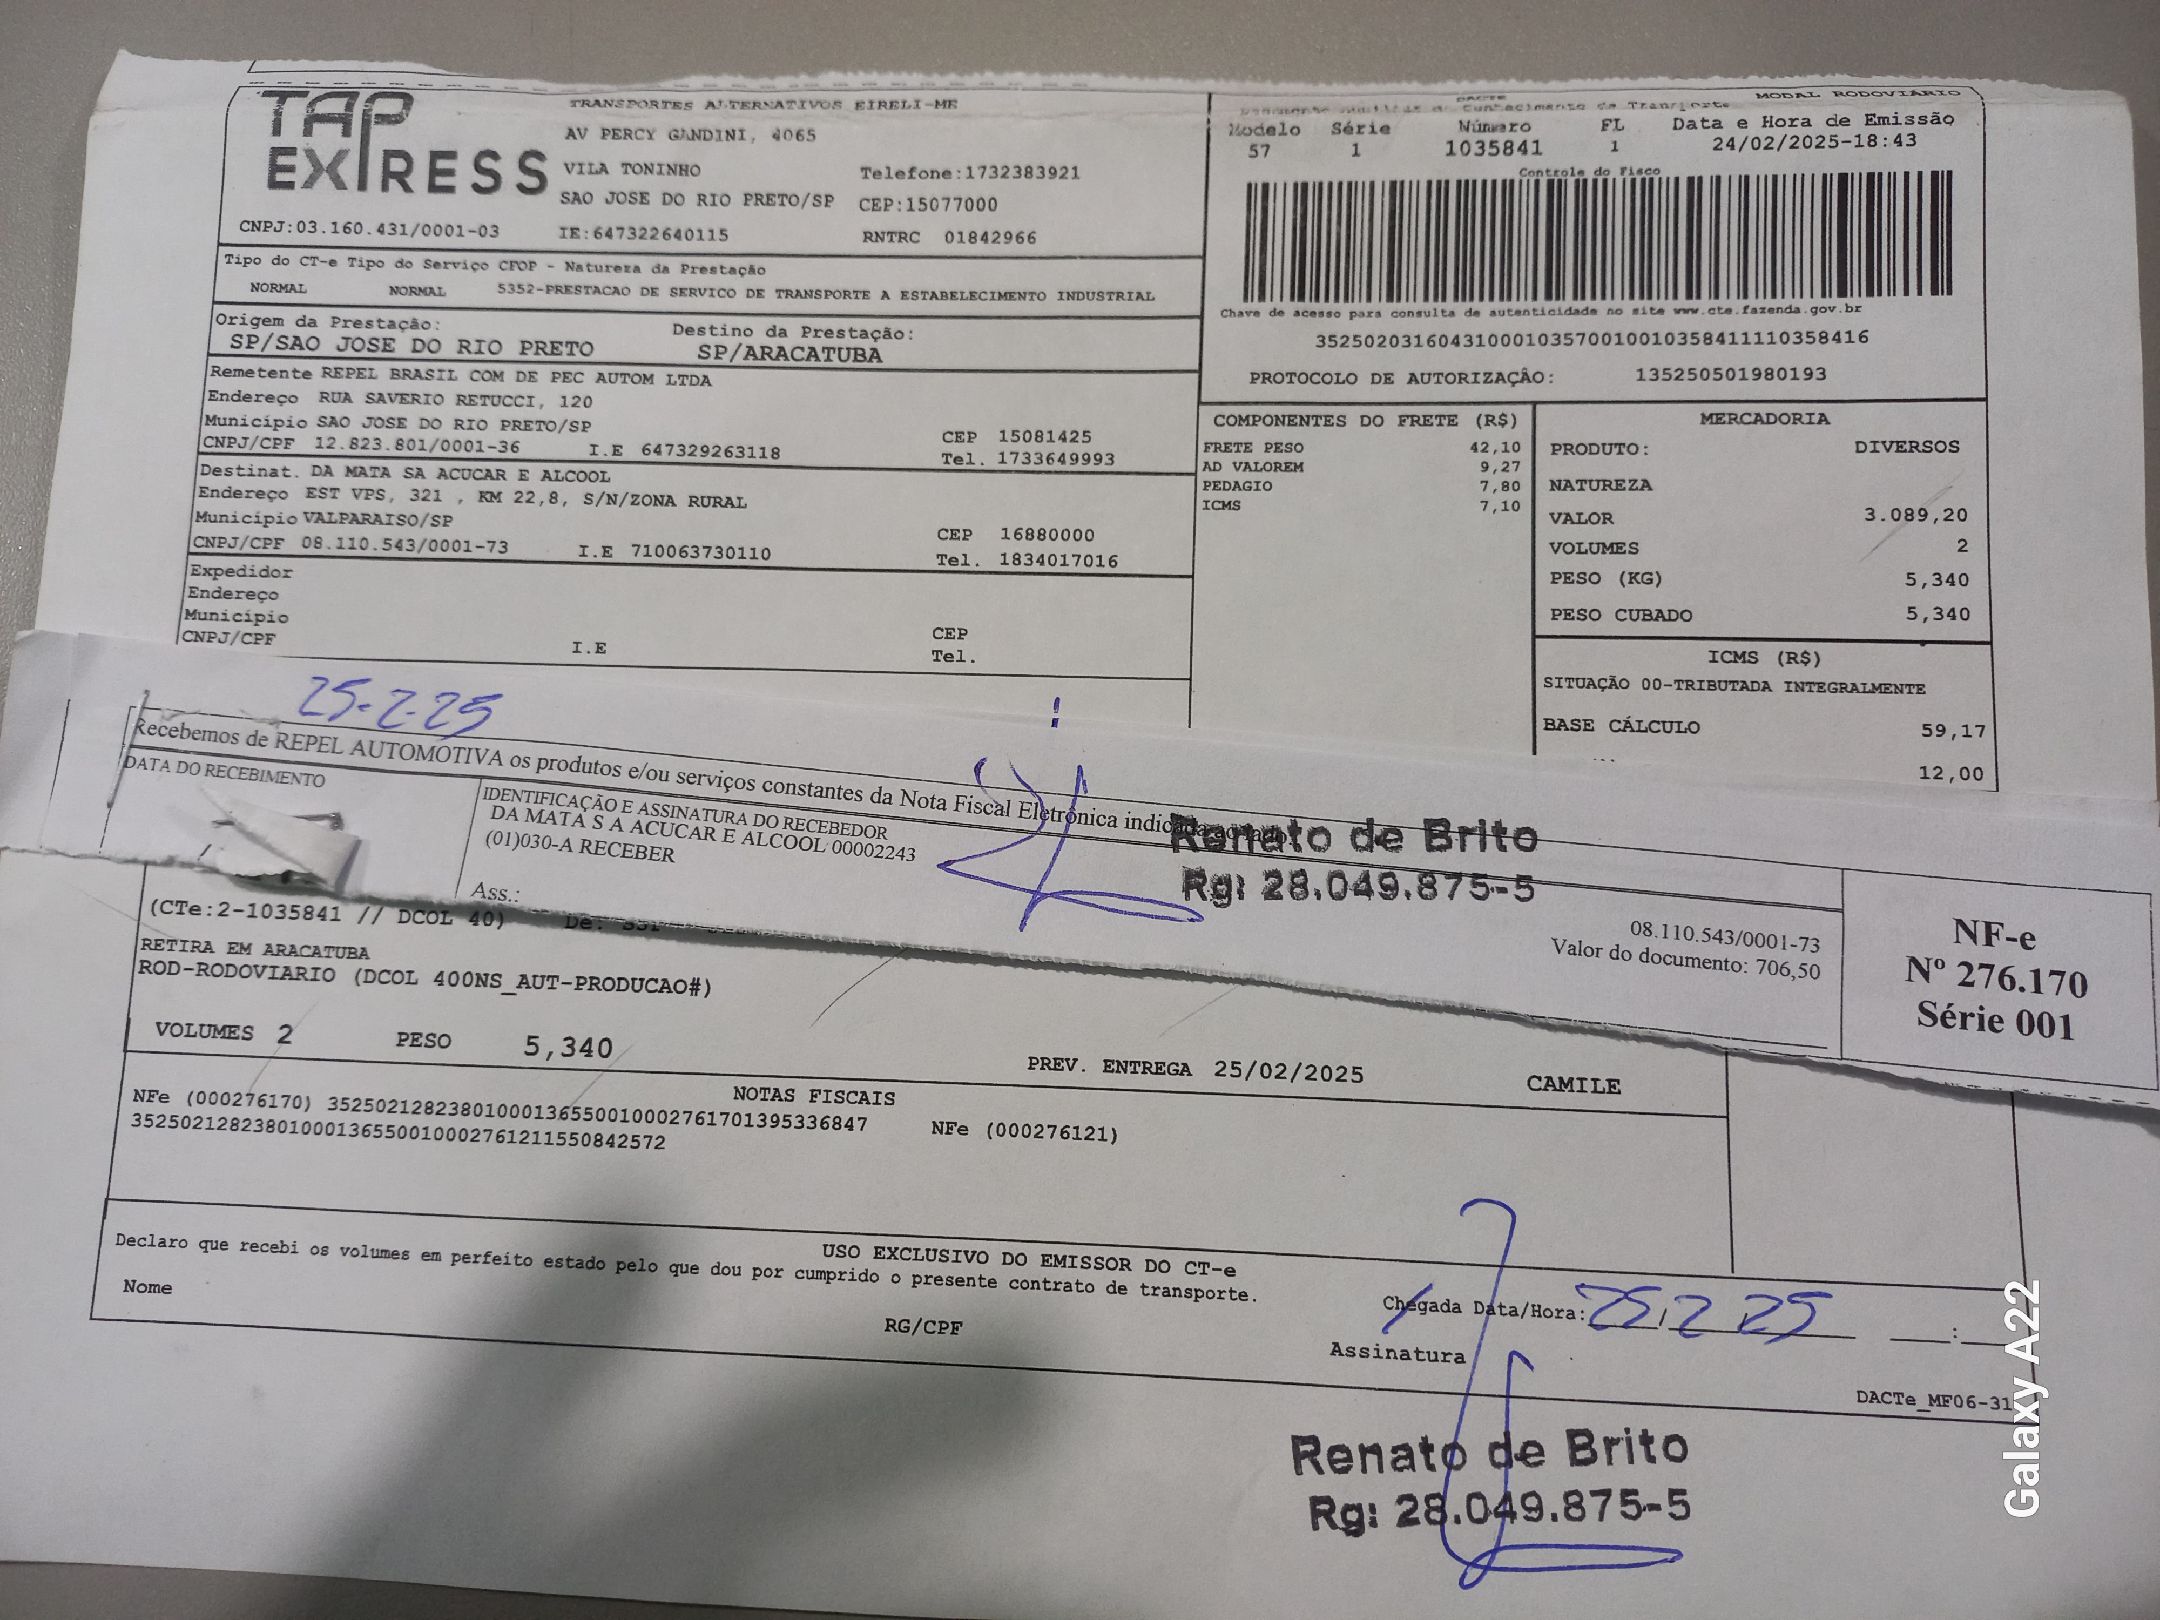 TAP EXPRESS
TRANSPORTES ALTERNATIVOS EIRELI-ME
AV PERCY GANDINI, 4065
VILA TONINHO Telefone:1732383921
SAO JOSE DO RIO PRETO/SP CEP:15077000
CNPJ:03.160.431/0001-03 IE:647322640115 RNTRC 01842966
DACTE MODAL RODOVIÁRIO
de Conhecimento de Transporte
Modelo Série Número FL Data e Hora de Emissão
57 1 1035841 1 24/02/2025-18:43
Controle do Fisco
Chave de acesso para consulta de autenticidade no site www.cte.fazenda.gov.br
35250203160431000103570010010358411110358416
PROTOCOLO DE AUTORIZAÇÃO: 135250501980193
Tipo do CT-e Tipo do Serviço CFOP - Natureza da Prestação
NORMAL NORMAL 5352-PRESTACAO DE SERVICO DE TRANSPORTE A ESTABELECIMENTO INDUSTRIAL
Origem da Prestação: Destino da Prestação:
SP/SAO JOSE DO RIO PRETO SP/ARACATUBA
Remetente REPEL BRASIL COM DE PEC AUTOM LTDA
Endereço RUA SAVERIO RETUCCI, 120
Município SAO JOSE DO RIO PRETO/SP CEP 15081425
CNPJ/CPF 12.823.801/0001-36 I.E 647329263118 Tel. 1733649993
Destinat. DA MATA SA ACUCAR E ALCOOL
Endereço EST VPS, 321 , KM 22,8, S/N/ZONA RURAL
Município VALPARAISO/SP CEP 16880000
CNPJ/CPF 08.110.543/0001-73 I.E 710063730110 Tel. 1834017016
Expedidor
Endereço
Município CEP
CNPJ/CPF I.E Tel.
COMPONENTES DO FRETE (R$)
FRETE PESO 42,10
AD VALOREM 9,27
PEDAGIO 7,80
ICMS 7,10
MERCADORIA
PRODUTO: DIVERSOS
NATUREZA
VALOR 3.089,20
VOLUMES 2
PESO (KG) 5,340
PESO CUBADO 5,340
ICMS (R$)
SITUAÇÃO 00-TRIBUTADA INTEGRALMENTE
BASE CÁLCULO 59,17
12,00
25-2-25
Recebemos de REPEL AUTOMOTIVA os produtos e/ou serviços constantes da Nota Fiscal Eletrônica indicada ao lado
DATA DO RECEBIMENTO
IDENTIFICAÇÃO E ASSINATURA DO RECEBEDOR
DA MATA S A ACUCAR E ALCOOL 00002243
(01)030-A RECEBER
Ass.:
Renato de Brito
Rg: 28.049.875-5
08.110.543/0001-73
Valor do documento: 706,50
NF-e
Nº 276.170
Série 001
(CTe:2-1035841 // DCOL 40) De:
RETIRA EM ARACATUBA
ROD-RODOVIARIO (DCOL 400NS_AUT-PRODUCAO#)
VOLUMES 2 PESO 5,340 PREV. ENTREGA 25/02/2025 CAMILE
NOTAS FISCAIS
NFe (000276170) 35250212823801000136550010002761701395336847 NFe (000276121)
35250212823801000136550010002761211550842572
USO EXCLUSIVO DO EMISSOR DO CT-e
Declaro que recebi os volumes em perfeito estado pelo que dou por cumprido o presente contrato de transporte.
Nome RG/CPF
Chegada Data/Hora: 25/2 25 :
Assinatura
DACTe_MF06-31
Renato de Brito
Rg: 28.049.875-5
Galaxy A22